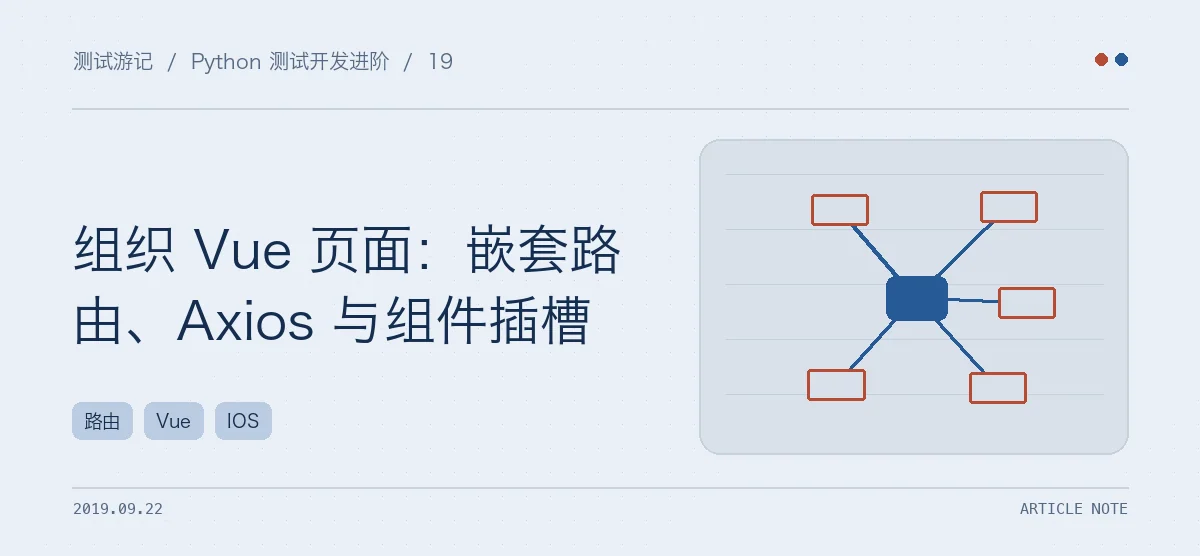 测试游记 / Python 测试开发进阶 / 19
组织 Vue 页面：嵌套路
由、Axios 与组件插槽
路由 Vue IOS
2019.09.22
ARTICLE NOTE